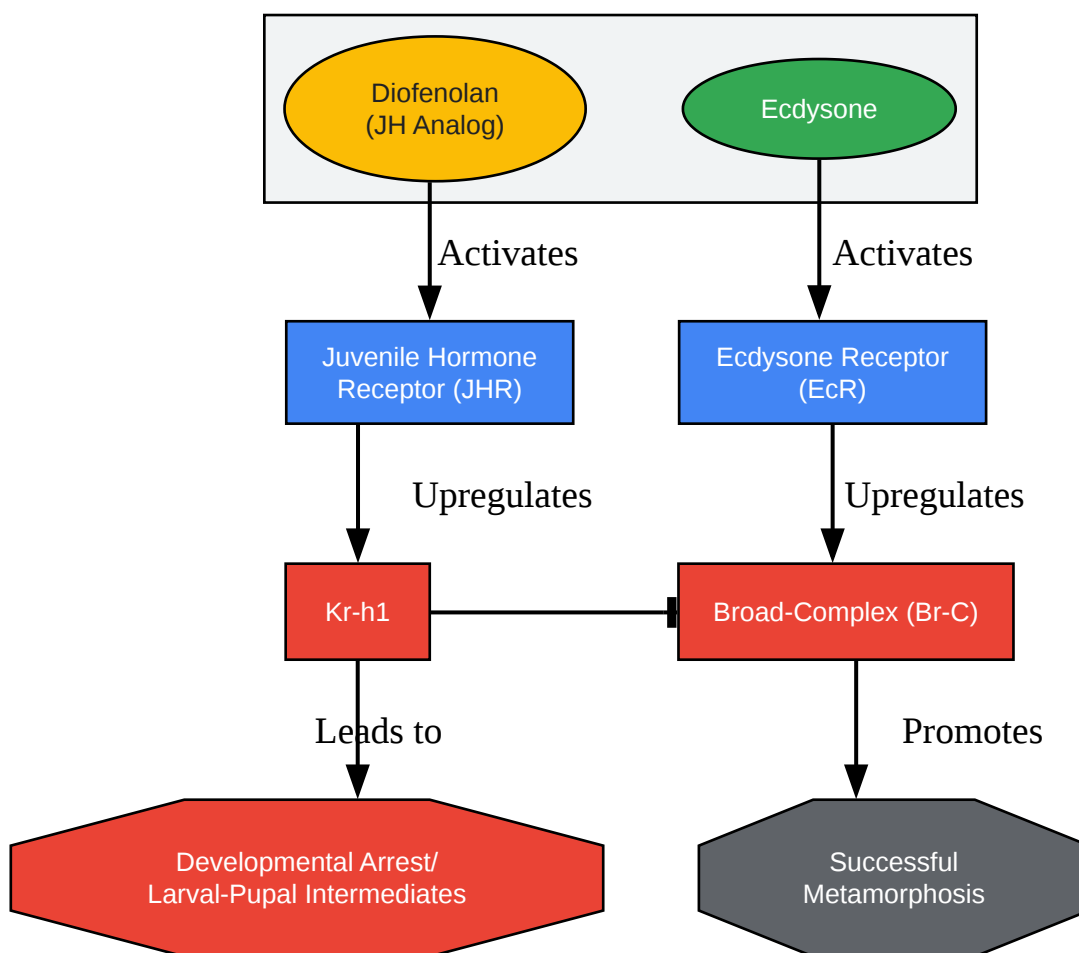 Diofenolan
(JH Analog)
Ecdysone
Activates
Activates
Juvenile Hormone
Receptor (JHR)
Ecdysone Receptor
(EcR)
Upregulates
Upregulates
Kr-h1
Broad-Complex (Br-C)
Leads to
Promotes
Developmental Arrest/
Larval-Pupal Intermediates
Successful
Metamorphosis